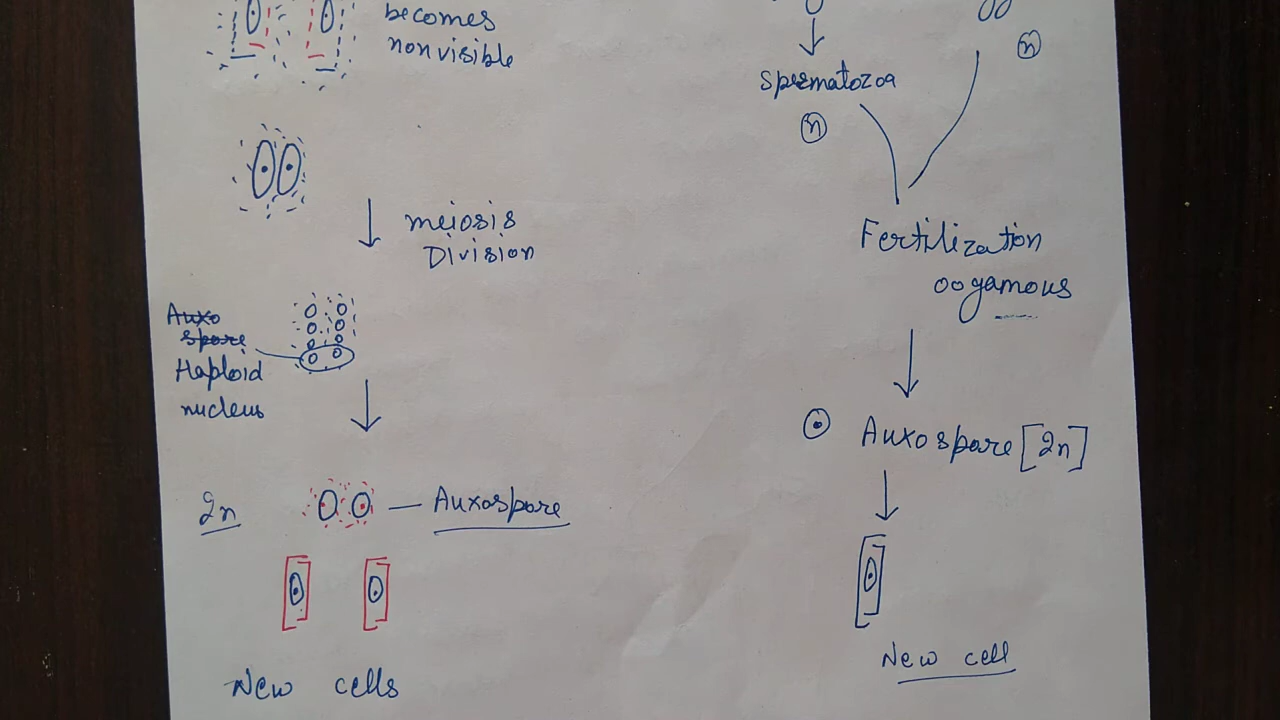 becomes
nonvisible
meiosis
Division
Auxo
spore
Haploid
nucleus
2n
Auxospore
New cells
n
Spermatozoa
n
Fertilization
oogamous
Auxospore [2n]
New cell